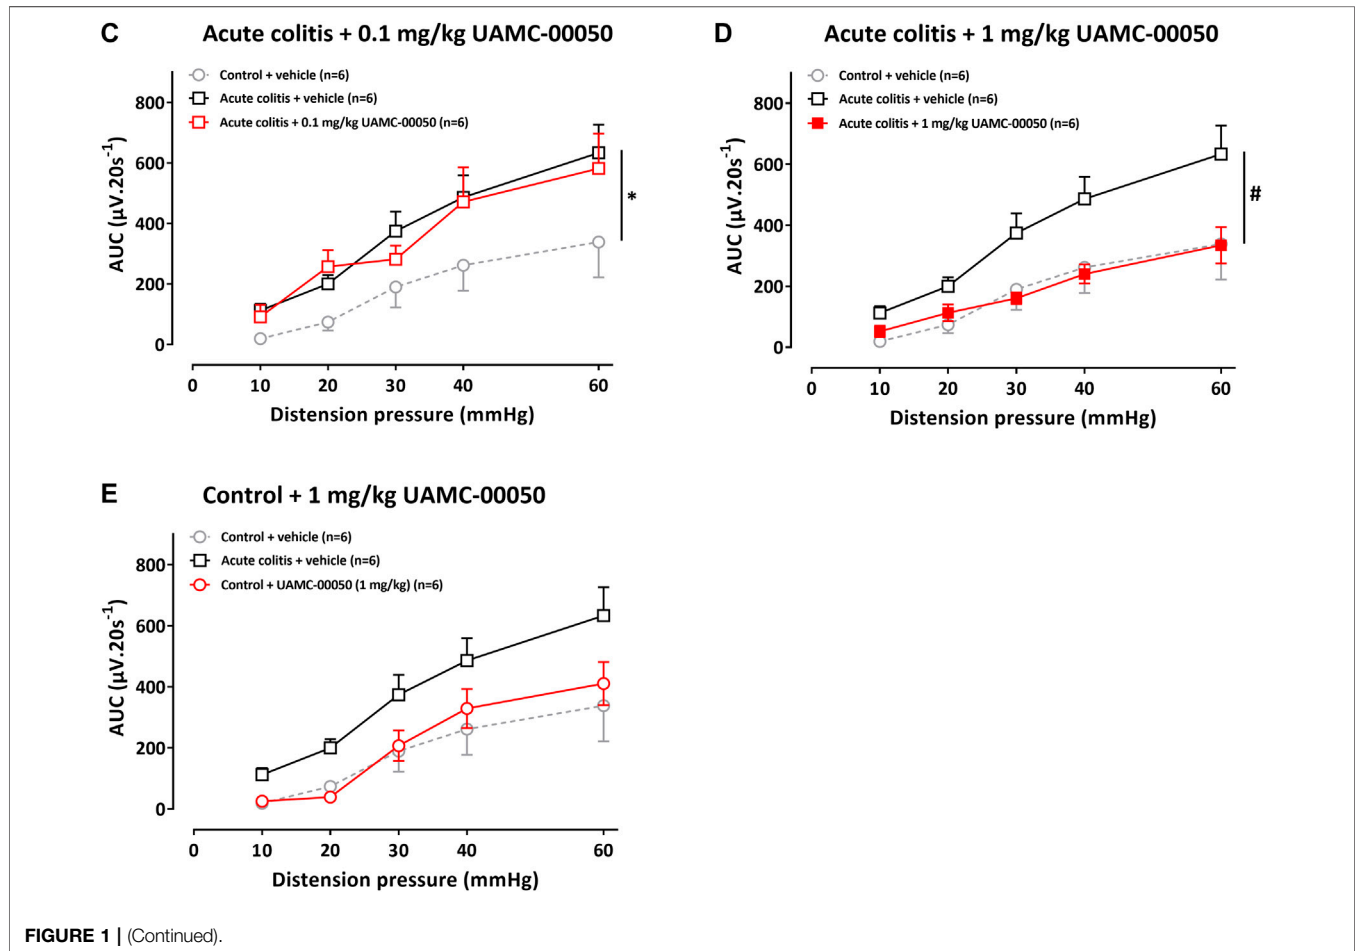 C Acute colitis + 0.1 mg/kg UAMC-00050
Control + vehicle (n=6)
Acute colitis + vehicle (n=6)
Acute colitis + 0.1 mg/kg UAMC-00050 (n=6)
AUC (µV.20s⁻¹)
800
600
400
200
0
*
0 10 20 30 40 60
Distension pressure (mmHg)
D Acute colitis + 1 mg/kg UAMC-00050
Control + vehicle (n=6)
Acute colitis + vehicle (n=6)
Acute colitis + 1 mg/kg UAMC-00050 (n=6)
AUC (µV.20s⁻¹)
800
600
400
200
0
#
0 10 20 30 40 60
Distension pressure (mmHg)
E Control + 1 mg/kg UAMC-00050
Control + vehicle (n=6)
Acute colitis + vehicle (n=6)
Control + UAMC-00050 (1 mg/kg) (n=6)
AUC (µV.20s⁻¹)
800
600
400
200
0
0 10 20 30 40 60
Distension pressure (mmHg)
FIGURE 1 | (Continued).